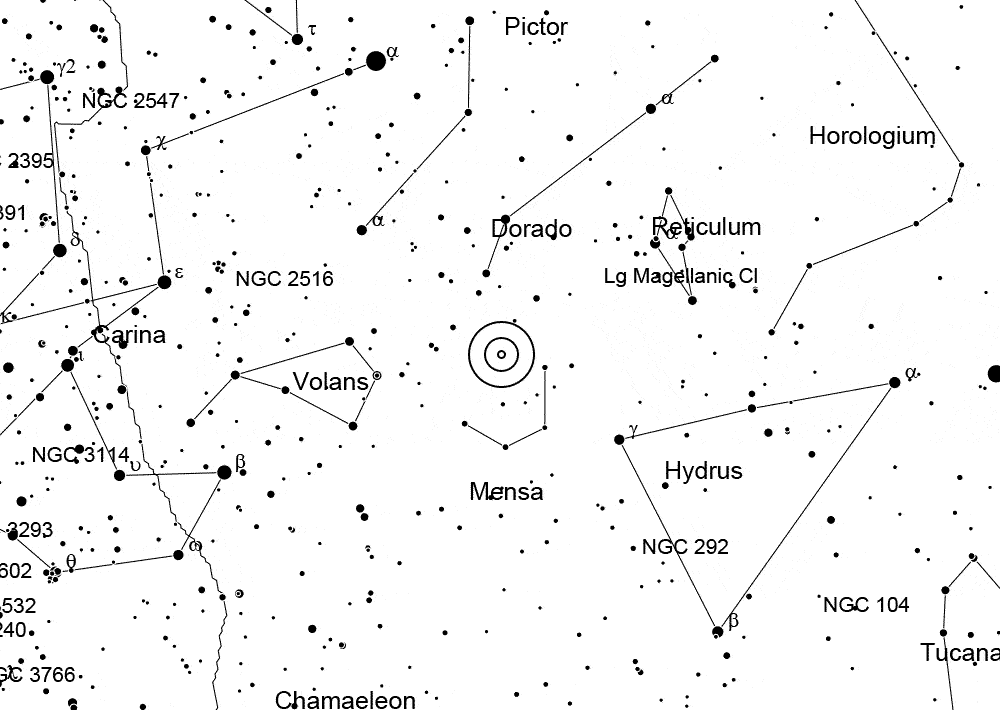 τ
Pictor
α
γ2
NGC 2547
α
χ
Horologium
2395
391
α
δ
Dorado
Reticulum
α
ε
NGC 2516
Lg Magellanic Cl
κ
Carina
ι
Volans
α
γ
NGC 3114
υ
β
Hydrus
Mensa
3293
ω
NGC 292
θ
602
532
NGC 104
240
β
Tucana
GC 3766
Chamaeleon